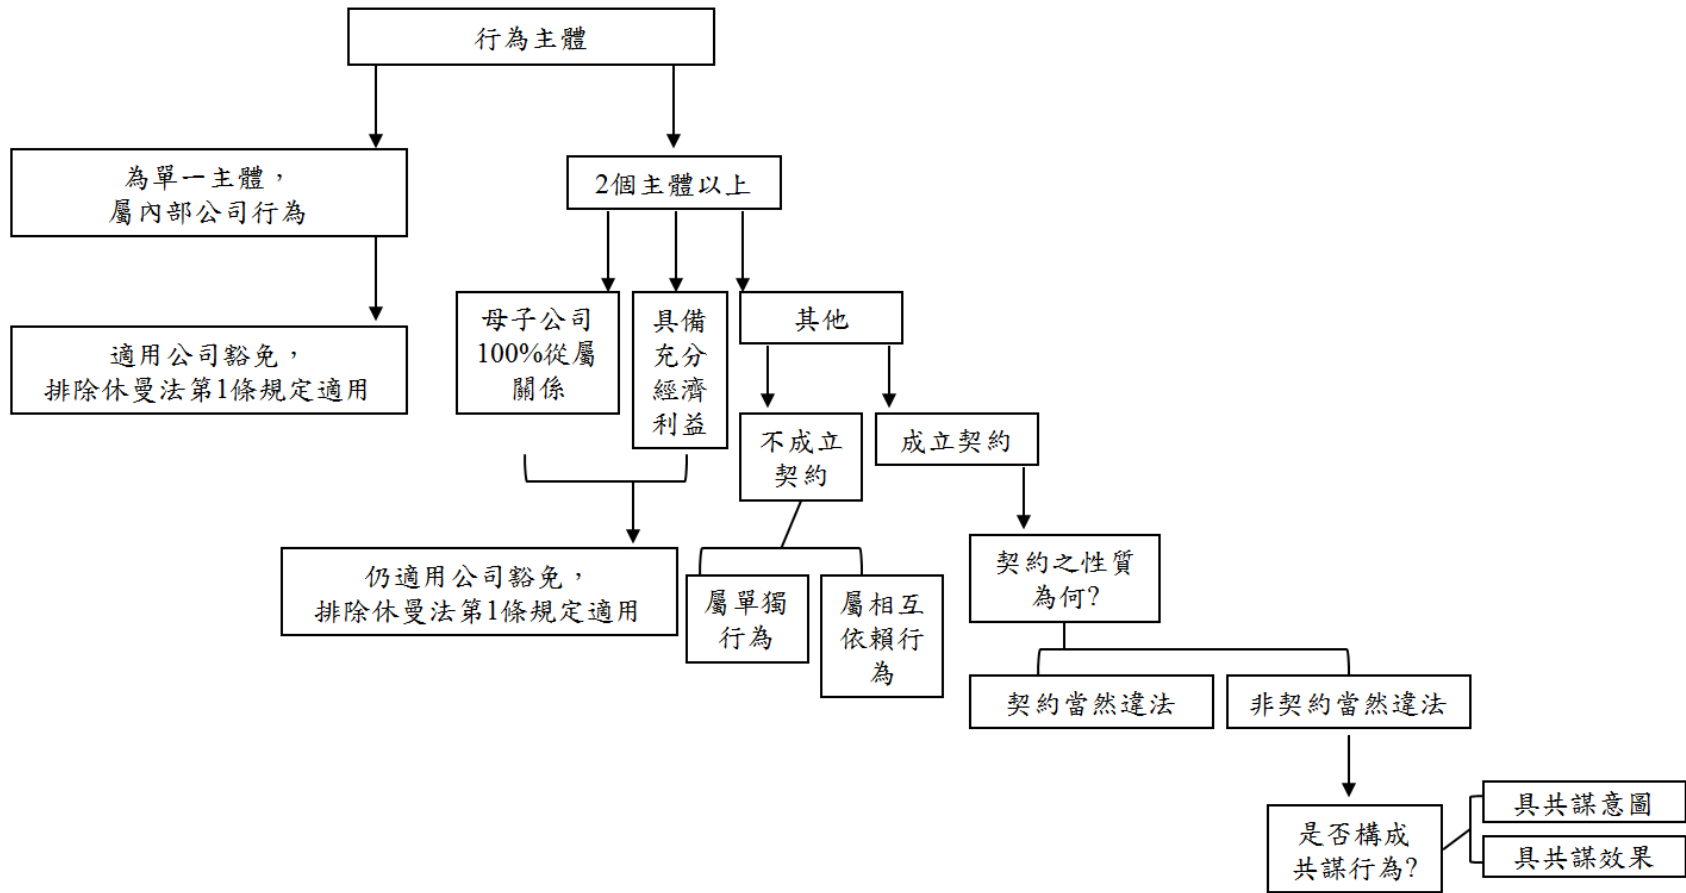 行為主體
為單一主體，
屬內部公司行為
2個主體以上
適用公司豁免，
排除休曼法第1條規定適用
母子公司
100%從屬
關係
具備
充分
經濟
利益
其他
不成立
契約
成立契約
仍適用公司豁免，
排除休曼法第1條規定適用
屬單獨
行為
屬相互
依賴行
為
契約之性質
為何?
契約當然違法
非契約當然違法
是否構成
共謀行為?
具共謀意圖
具共謀效果